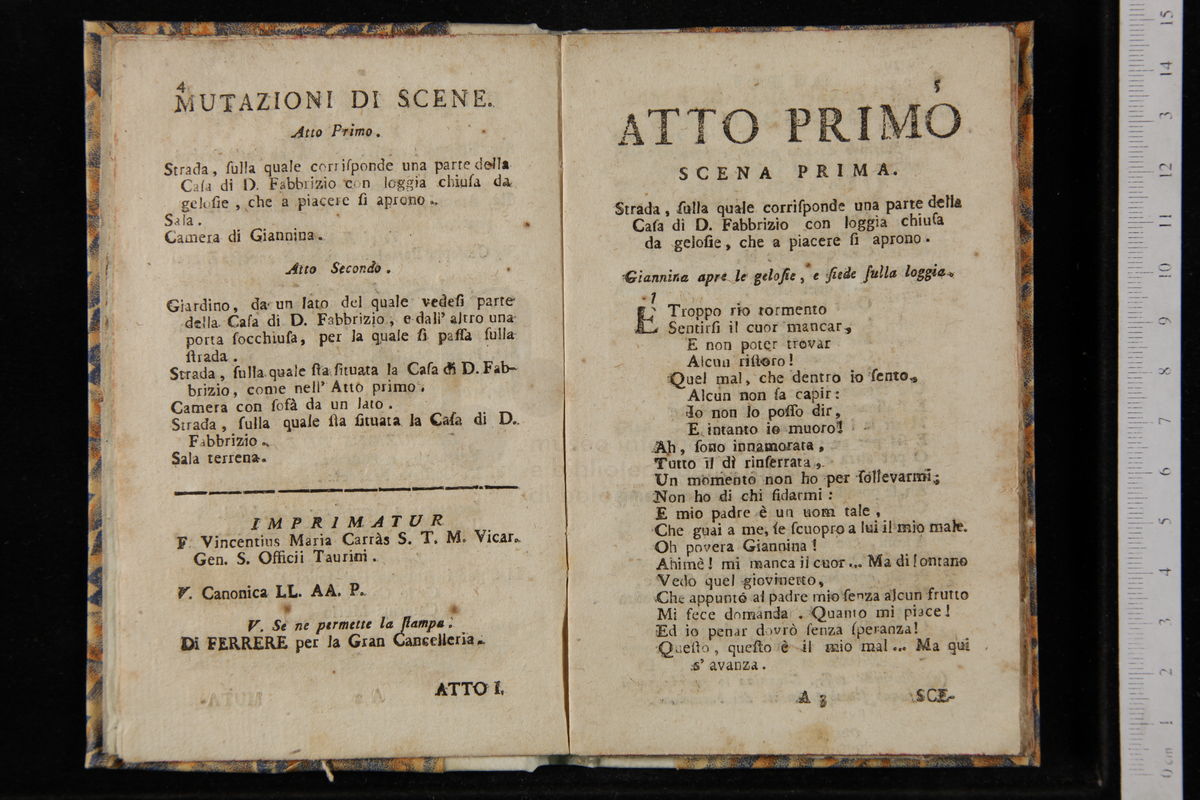 4
MUTAZIONI DI SCENE.
Atto Primo.
Strada, ſulla quale corriſponde una parte della
Caſa di D. Fabbrizio con loggia chiuſa da
geloſie, che a piacere ſi aprono.
Sala.
Camera di Giannina.
Atto Secondo.
Giardino, da un lato del quale vedeſi parte
della Caſa di D. Fabbrizio, e dall' altro una
porta ſocchiuſa, per la quale ſi paſſa ſulla
ſtrada.
Strada, ſulla quale ſta ſituata la Caſa di D. Fab-
brizio, come nell' Atto primo.
Camera con ſofà da un lato.
Strada, ſulla quale ſta ſituata la Caſa di D.
Fabbrizio.
Sala terrena.
IMPRIMATUR
F. Vincentius Maria Carràs S. T. M. Vicar.
Gen. S. Officii Taurini.
V. Canonica LL. AA. P.
V. Se ne permette la ſtampa.
Di FERRERE per la Gran Cancelleria.
ATTO I.
5
ATTO PRIMO
SCENA PRIMA.
Strada, ſulla quale corriſponde una parte della
Caſa di D. Fabbrizio con loggia chiuſa
da geloſie, che a piacere ſi aprono.
Giannina apre le geloſie, e ſiede ſulla loggia.
E' Troppo rio tormento
Sentirſi il cuor mancar,
E non poter trovar
Alcun riſtoro!
Quel mal, che dentro io ſento,
Alcun non ſa capir:
Io non lo poſſo dir,
E intanto io muoro!
Ah, ſono innamorata,
Tutto il dì rinſerrata,
Un momento non ho per ſollevarmi;
Non ho di chi fidarmi:
E mio padre è un uom tale,
Che guai a me, ſe ſcuopro a lui il mio male.
Oh povera Giannina!
Ahimè! mi manca il cuor... Ma di lontano
Vedo quel giovinetto,
Che appunto al padre mio ſenza alcun frutto
Mi fece domanda. Quanto mi piace!
Ed io penar dovrò ſenza ſperanza!
Queſto, queſto è il mio mal... Ma qui
s' avanza.
A 3 SCE-